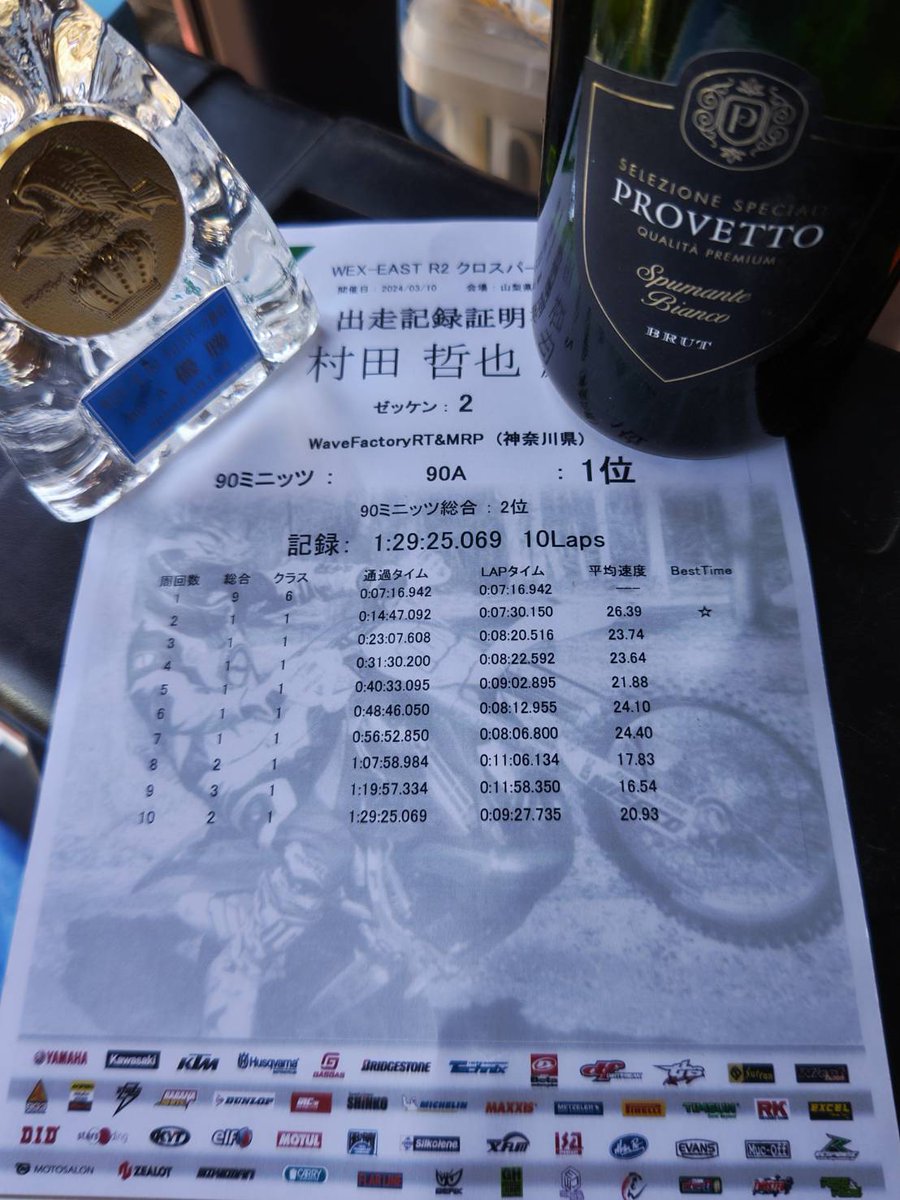 P
SELEZIONE
PROVETTO
QUALITÀ PREMIUM
Spumante
Bianco
BRUT
優勝
WEX-EAST R2 クロスパー
開催日：2024/03/10 会場：山梨
出走記録証明
村田 哲也
ゼッケン：2
WaveFactoryRT&MRP（神奈川県）
90ミニッツ： 90A ：1位
90ミニッツ総合：2位
記録： 1:29:25.069 10Laps
周回数 総合 クラス 通過タイム LAPタイム 平均速度 BestTime
1 9 6 0:07:16.942 0:07:16.942 ---
2 1 1 0:14:47.092 0:07:30.150 26.39 ☆
3 1 1 0:23:07.608 0:08:20.516 23.74
4 1 1 0:31:30.200 0:08:22.592 23.64
5 1 1 0:40:33.095 0:09:02.895 21.88
6 1 1 0:48:46.050 0:08:12.955 24.10
7 1 1 0:56:52.850 0:08:06.800 24.40
8 2 1 1:07:58.984 0:11:06.134 17.83
9 3 1 1:19:57.334 0:11:58.350 16.54
10 2 1 1:29:25.069 0:09:27.735 20.93
YAMAHA Kawasaki KTM Husqvarna GASGAS BRIDGESTONE Technix Beta
DUNLOP SHINKO MICHELIN MAXXIS METZELER PIRELLI RK EXCEL
D.I.D KYT elf MOTUL Silkolene XAM EVANS Muc-Off
MOTOSALON ZEALOT CARRY